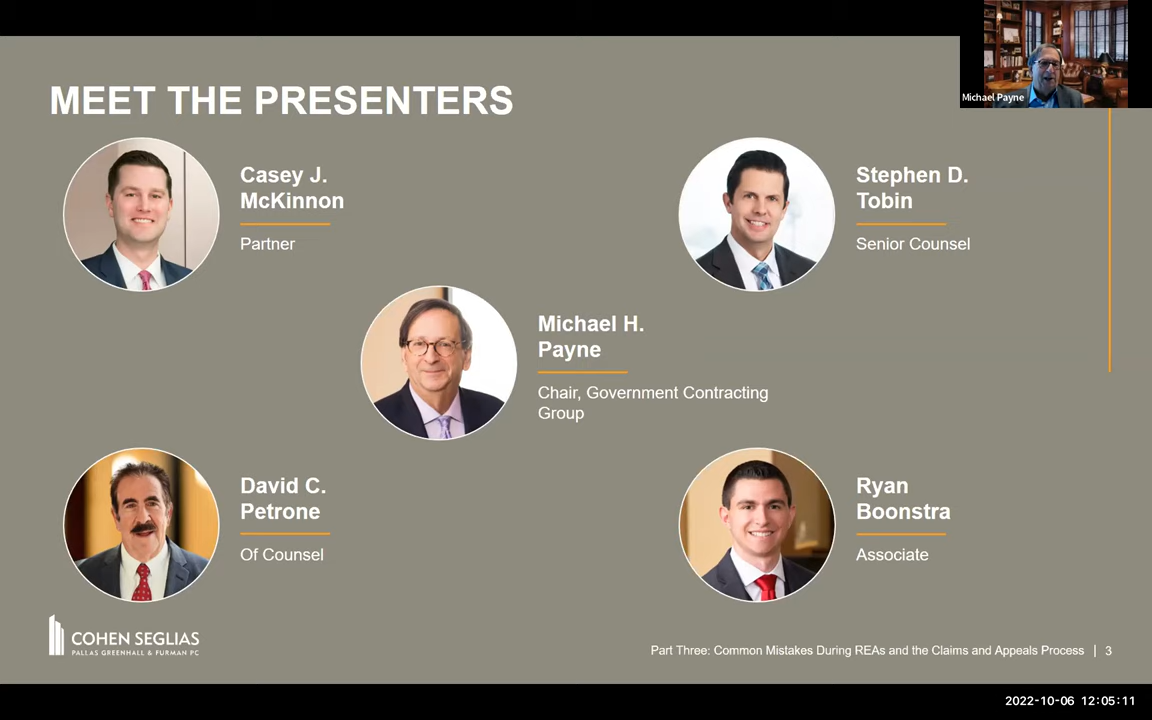 Michael Payne
MEET THE PRESENTERS
Casey J.
McKinnon
Partner
Stephen D.
Tobin
Senior Counsel
Michael H.
Payne
Chair, Government Contracting
Group
David C.
Petrone
Of Counsel
Ryan
Boonstra
Associate
COHEN SEGLIAS
PALLAS GREENHALL & FURMAN PC
Part Three: Common Mistakes During REAs and the Claims and Appeals Process | 3
2022-10-06 12:05:11